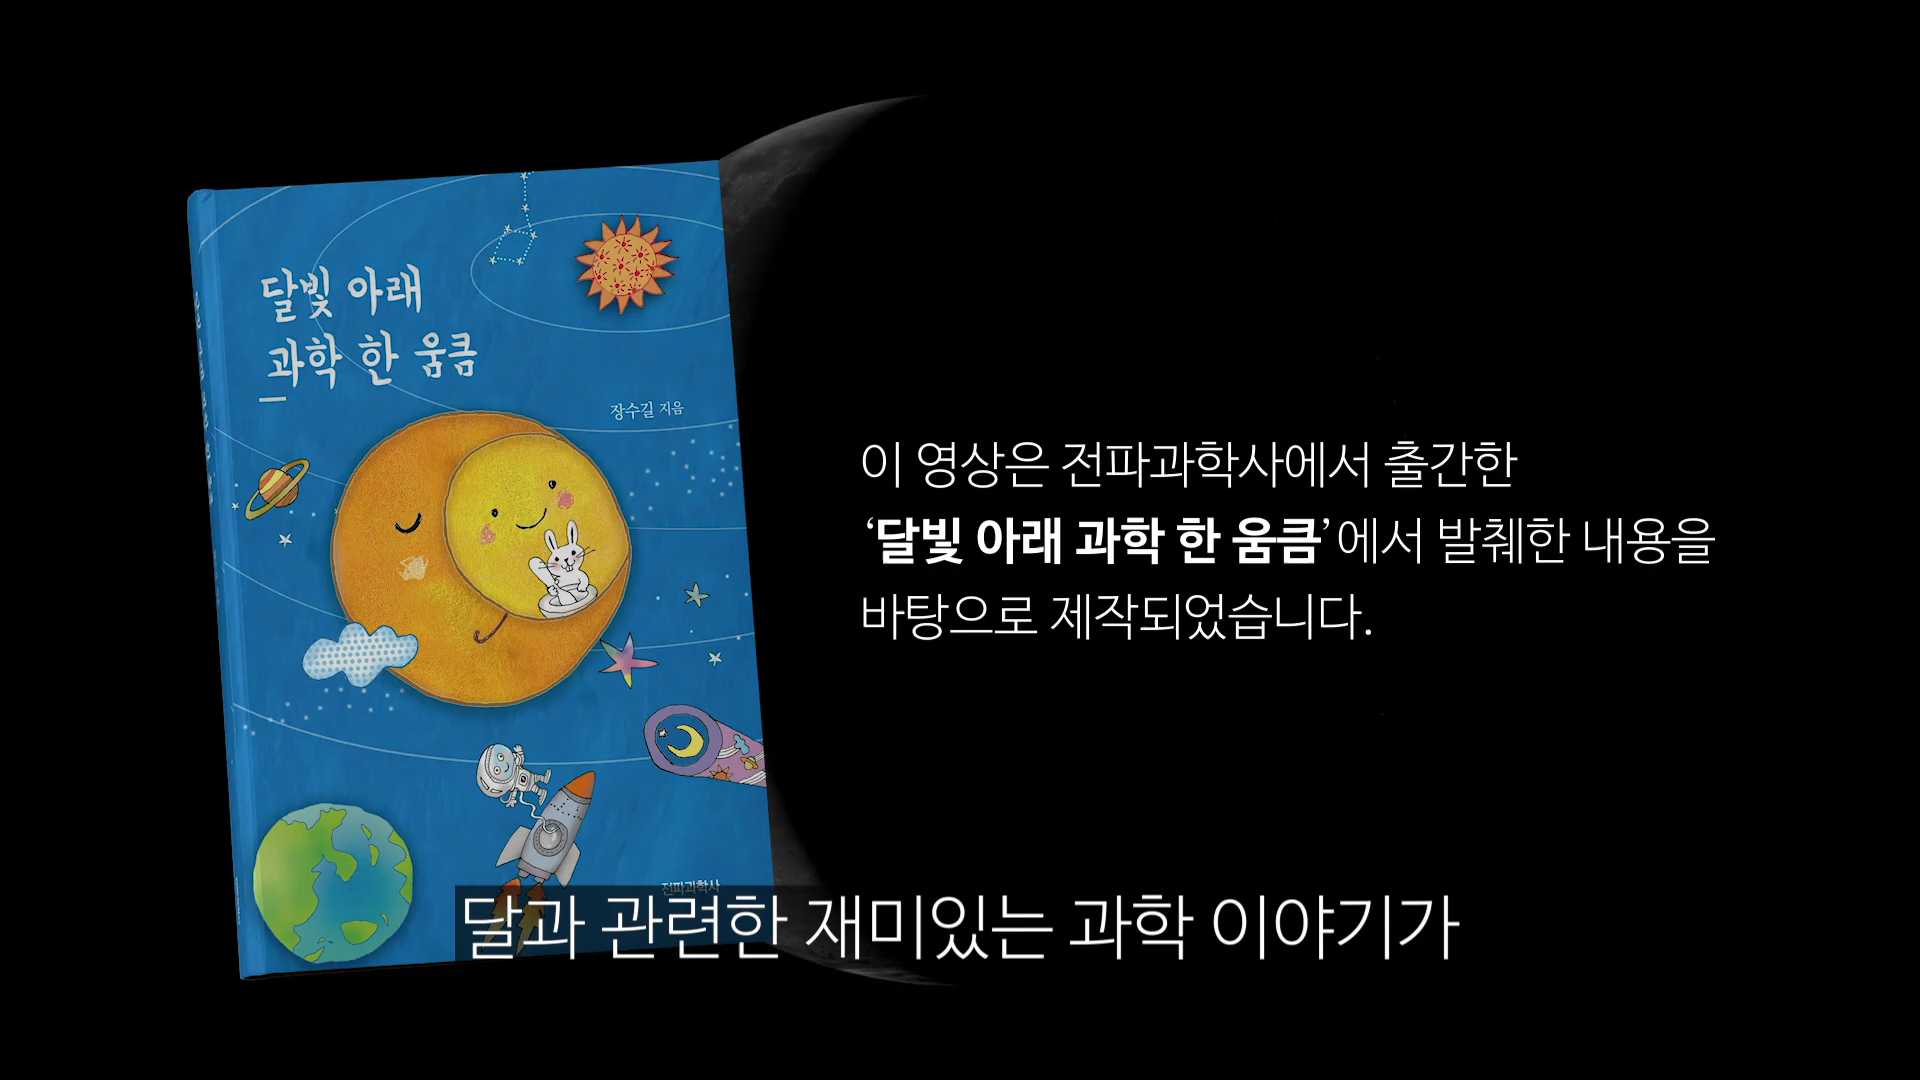 달빛 아래
과학 한 움큼
장수길 지음
이 영상은 전파과학사에서 출간한
‘달빛 아래 과학 한 움큼’에서 발췌한 내용을
바탕으로 제작되었습니다.
전파과학사
달과 관련한 재미있는 과학 이야기가